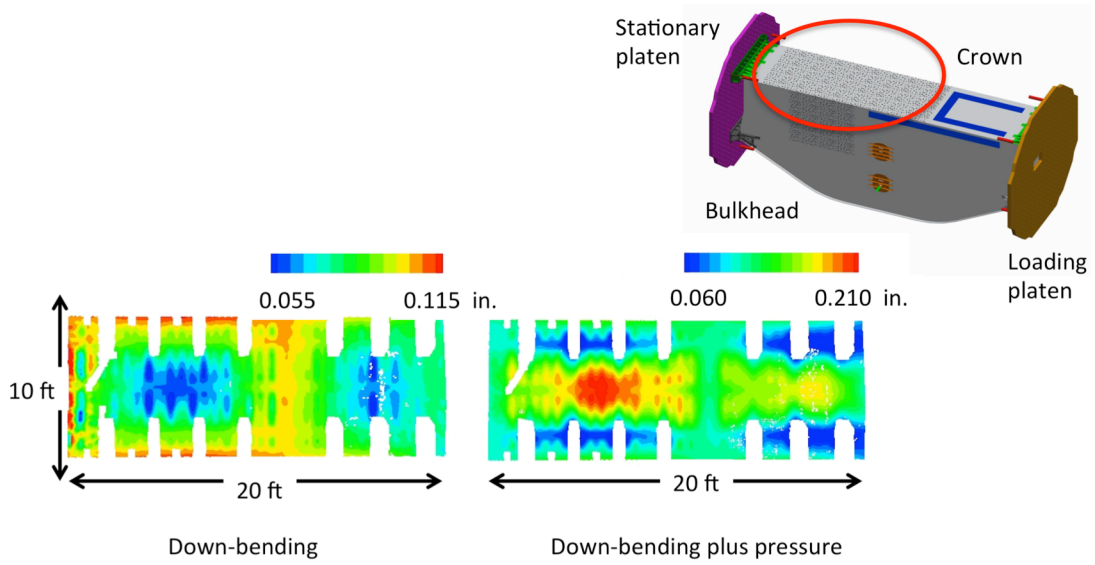 Stationary
platen
Crown
Bulkhead
Loading
platen
0.055 0.115 in.
0.060 0.210 in.
10 ft
20 ft
20 ft
Down-bending
Down-bending plus pressure